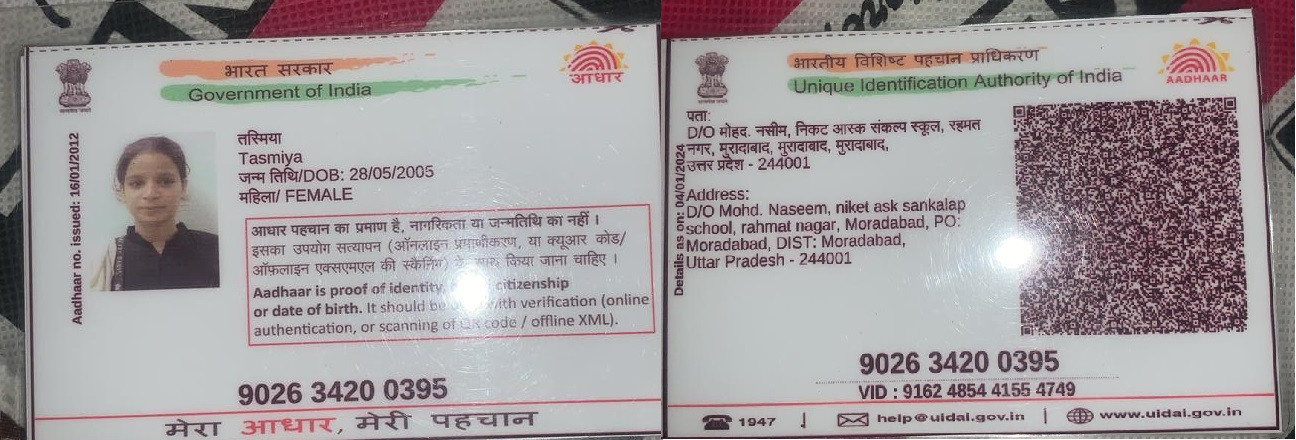 भारत सरकार
Government of India
आधार
Aadhaar no. issued: 16/01/2012
तस्मिया
Tasmiya
जन्म तिथि/DOB: 28/05/2005
महिला/ FEMALE
आधार पहचान का प्रमाण है, नागरिकता या जन्मतिथि का नहीं ।
इसका उपयोग सत्यापन (ऑनलाइन प्रमाणीकरण, या क्यूआर कोड/
ऑफ़लाइन एक्सएमएल की स्कैनिंग) किया जाना चाहिए ।
Aadhaar is proof of identity, citizenship
or date of birth. It should be with verification (online
authentication, or scanning of QR code / offline XML).
9026 3420 0395
मेरा आधार, मेरी पहचान
भारतीय विशिष्ट पहचान प्राधिकरण
Unique Identification Authority of India
AADHAAR
Details as on: 04/01/2024
पता:
D/O मोहद. नसीम, निकट आस्क संकल्प स्कूल, रहमत
नगर, मुरादाबाद, मुरादाबाद, मुरादाबाद,
उत्तर प्रदेश - 244001
Address:
D/O Mohd. Naseem, niket ask sankalap
school, rahmat nagar, Moradabad, PO:
Moradabad, DIST: Moradabad,
Uttar Pradesh - 244001
9026 3420 0395
VID : 9162 4854 4155 4749
1947 | help@uidai.gov.in | www.uidai.gov.in